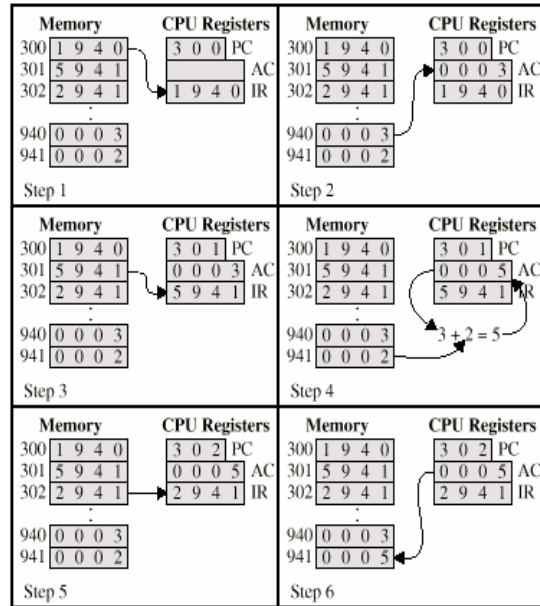 Memory CPU Registers
300 1 9 4 0 3 0 0 PC
301 5 9 4 1 AC
302 2 9 4 1 1 9 4 0 IR
940 0 0 0 3
941 0 0 0 2
Step 1
Memory CPU Registers
300 1 9 4 0 3 0 0 PC
301 5 9 4 1 0 0 0 3 AC
302 2 9 4 1 1 9 4 0 IR
940 0 0 0 3
941 0 0 0 2
Step 2
Memory CPU Registers
300 1 9 4 0 3 0 1 PC
301 5 9 4 1 0 0 0 3 AC
302 2 9 4 1 5 9 4 1 IR
940 0 0 0 3
941 0 0 0 2
Step 3
Memory CPU Registers
300 1 9 4 0 3 0 1 PC
301 5 9 4 1 0 0 0 5 AC
302 2 9 4 1 5 9 4 1 IR
940 0 0 0 3 3 + 2 = 5
941 0 0 0 2
Step 4
Memory CPU Registers
300 1 9 4 0 3 0 2 PC
301 5 9 4 1 0 0 0 5 AC
302 2 9 4 1 2 9 4 1 IR
940 0 0 0 3
941 0 0 0 2
Step 5
Memory CPU Registers
300 1 9 4 0 3 0 2 PC
301 5 9 4 1 0 0 0 5 AC
302 2 9 4 1 2 9 4 1 IR
940 0 0 0 3
941 0 0 0 5
Step 6